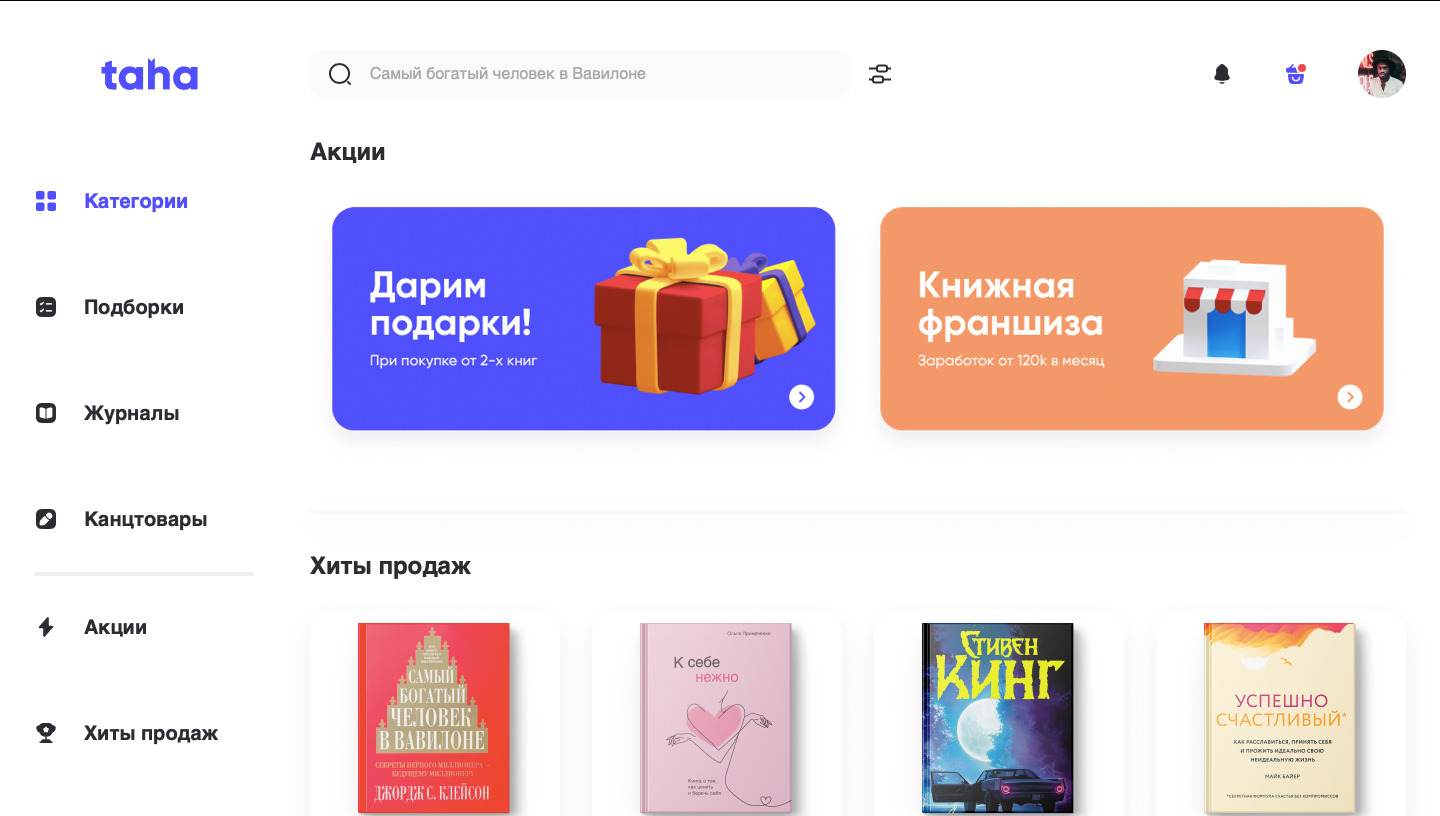 taha
Самый богатый человек в Вавилоне
Категории
Подборки
Журналы
Канцтовары
Акции
Хиты продаж
Акции
Дарим
подарки!
При покупке от 2-х книг
Книжная
франшиза
Заработок от 120k в месяц
Хиты продаж
САМЫЙ
БОГАТЫЙ
ЧЕЛОВЕК
В ВАВИЛОНЕ
СЕКРЕТЫ ПЕРВОГО МИЛЛИОНЕРА —
БУДУЩЕМУ МИЛЛИОНЕРУ
ДЖОРДЖ С. КЛЕЙСОН
Ольга Примаченко
К себе
нежно
Книга о том,
как ценить
и беречь себя
СТИВЕН
КИНГ
УСПЕШНО
СЧАСТЛИВЫЙ*
КАК РАССЛАБИТЬСЯ, ПРИНЯТЬ СЕБЯ
И ПРОЖИТЬ ИДЕАЛЬНО СВОЮ
НЕИДЕАЛЬНУЮ ЖИЗНЬ
МАЙК БАЙЕР
*СЕКРЕТНАЯ ФОРМУЛА СЧАСТЬЯ БЕЗ КОМПРОМИССОВ